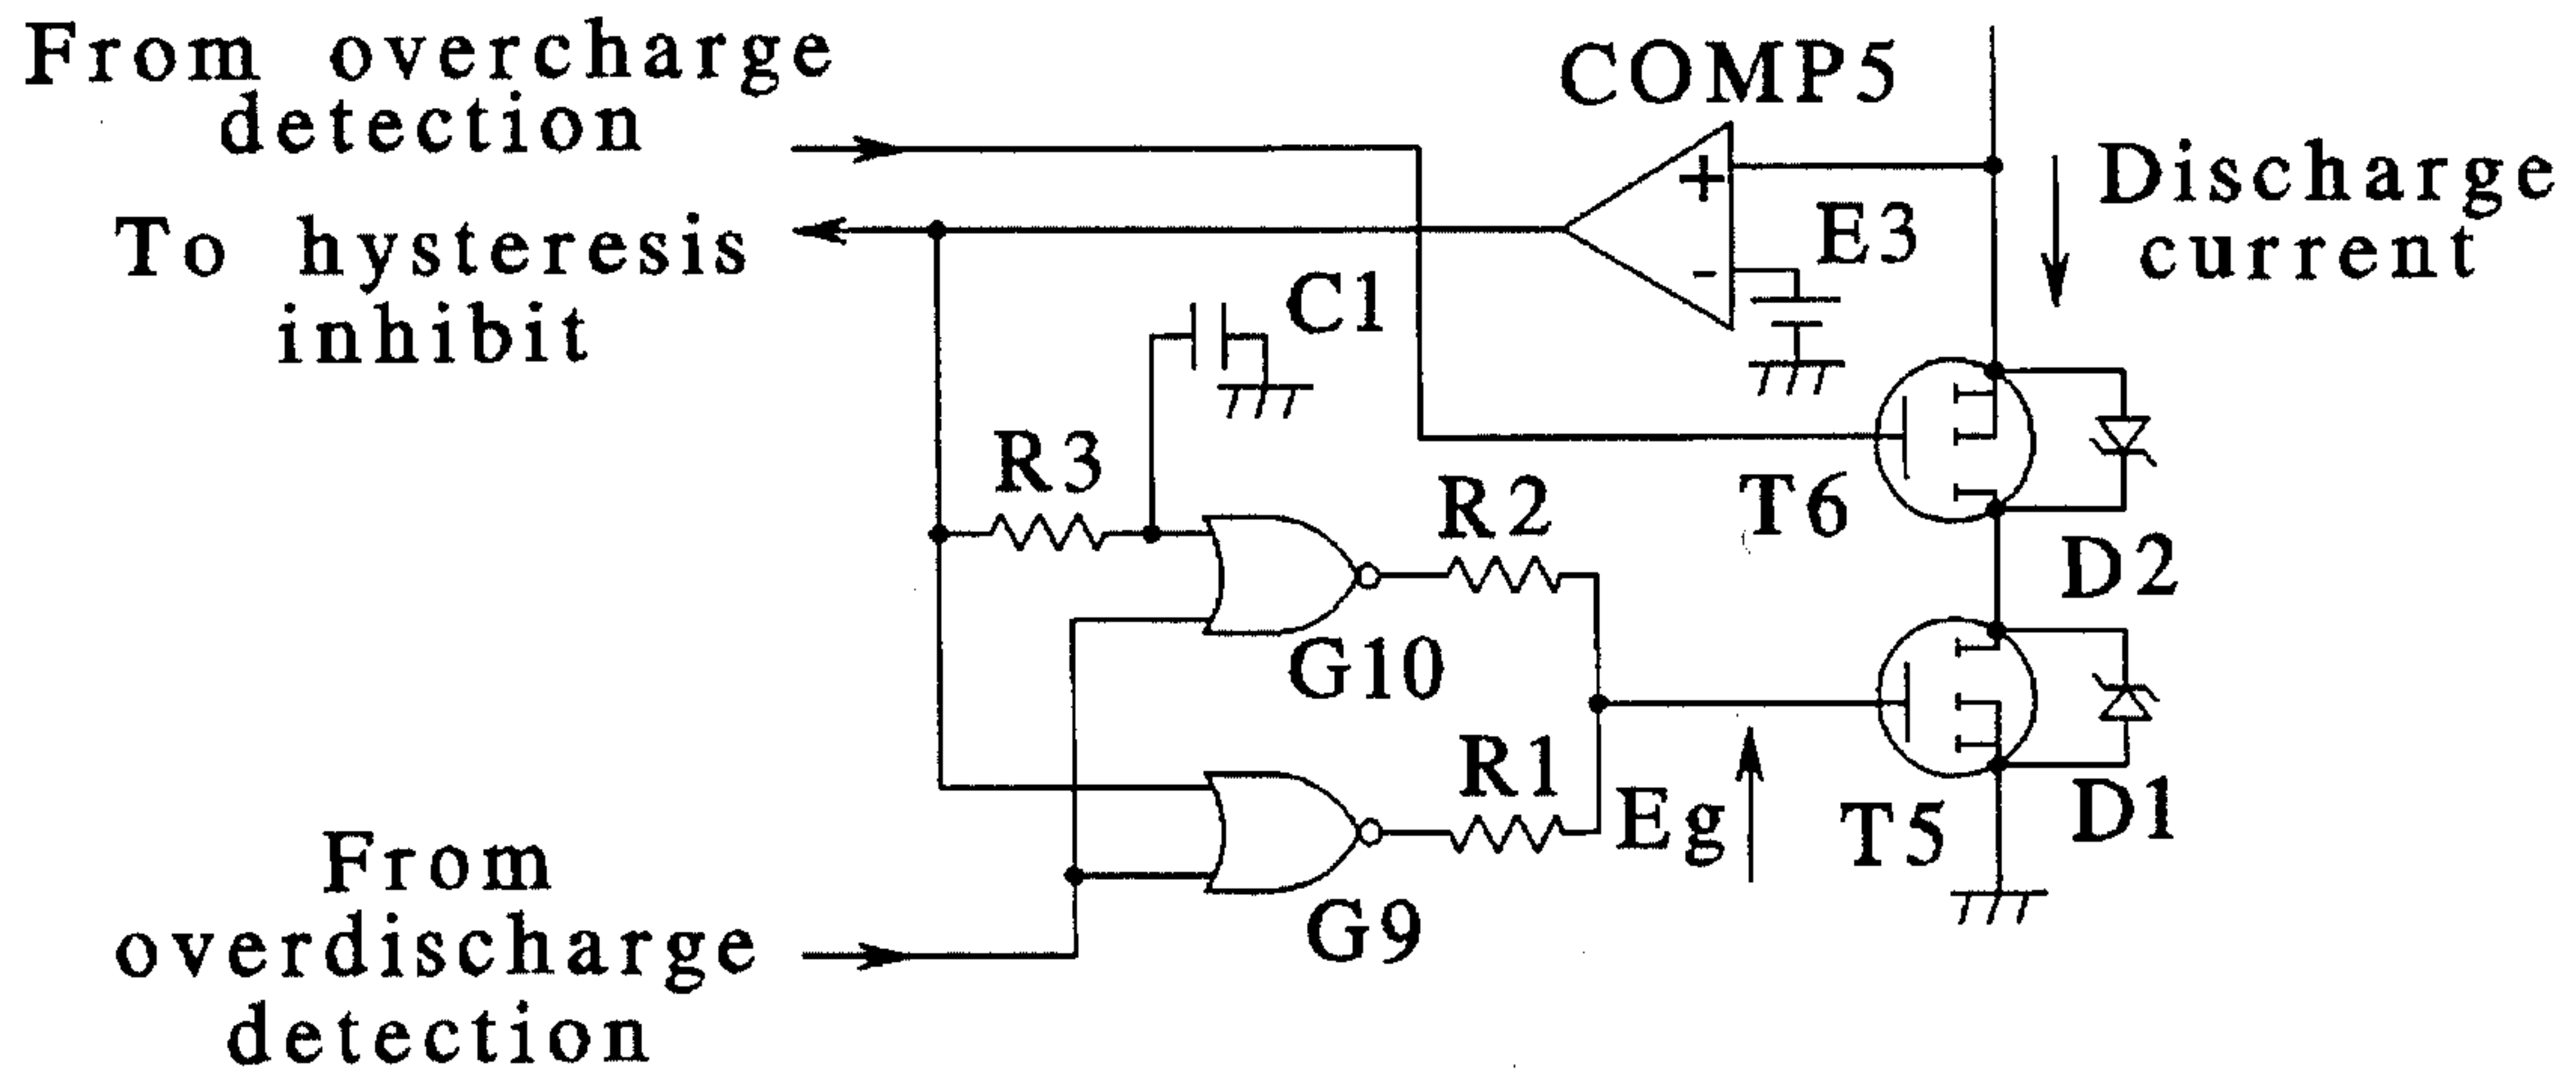 From overcharge
detection
COMP5
+
-
E3
Discharge
current
To hysteresis
inhibit
C1
R3
R2
T6
D2
G10
R1
Eg
T5
D1
G9
From
overdischarge
detection